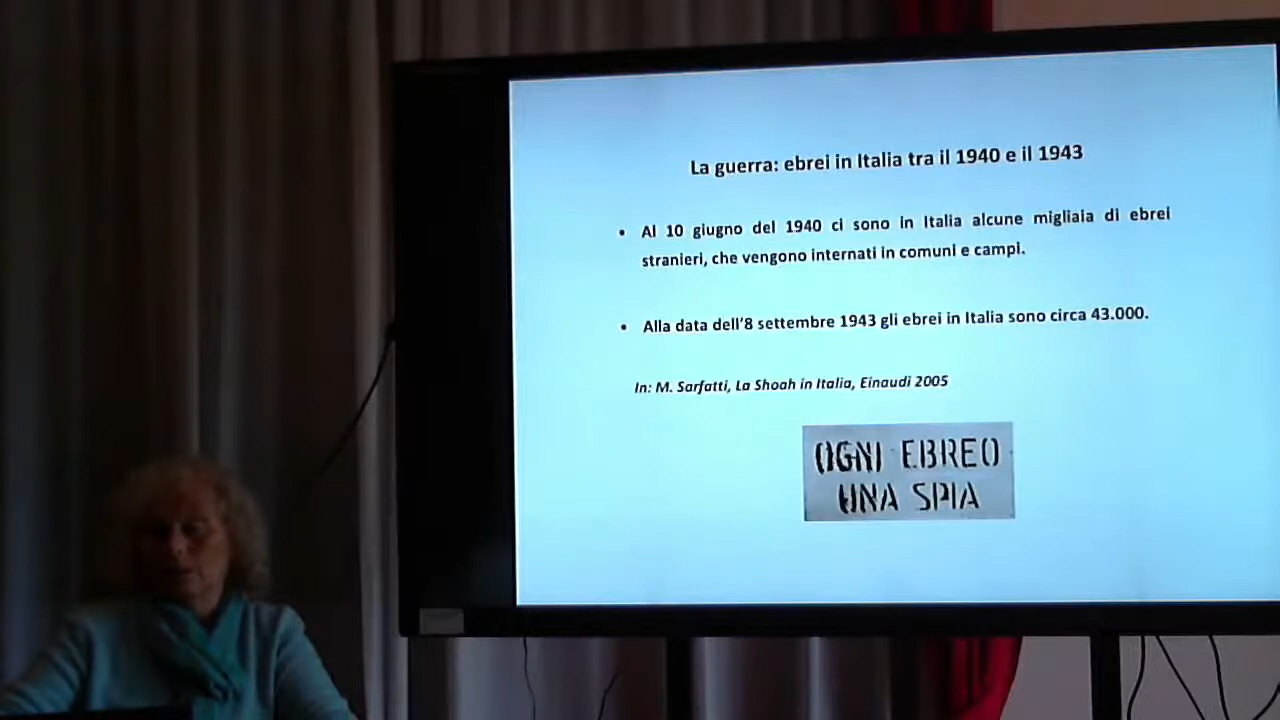 La guerra: ebrei in Italia tra il 1940 e il 1943
• Al 10 giugno del 1940 ci sono in Italia alcune migliaia di ebrei
stranieri, che vengono internati in comuni e campi.
• Alla data dell'8 settembre 1943 gli ebrei in Italia sono circa 43.000.
In: M. Sarfatti, La Shoah in Italia, Einaudi 2005
OGNI EBREO
UNA SPIA